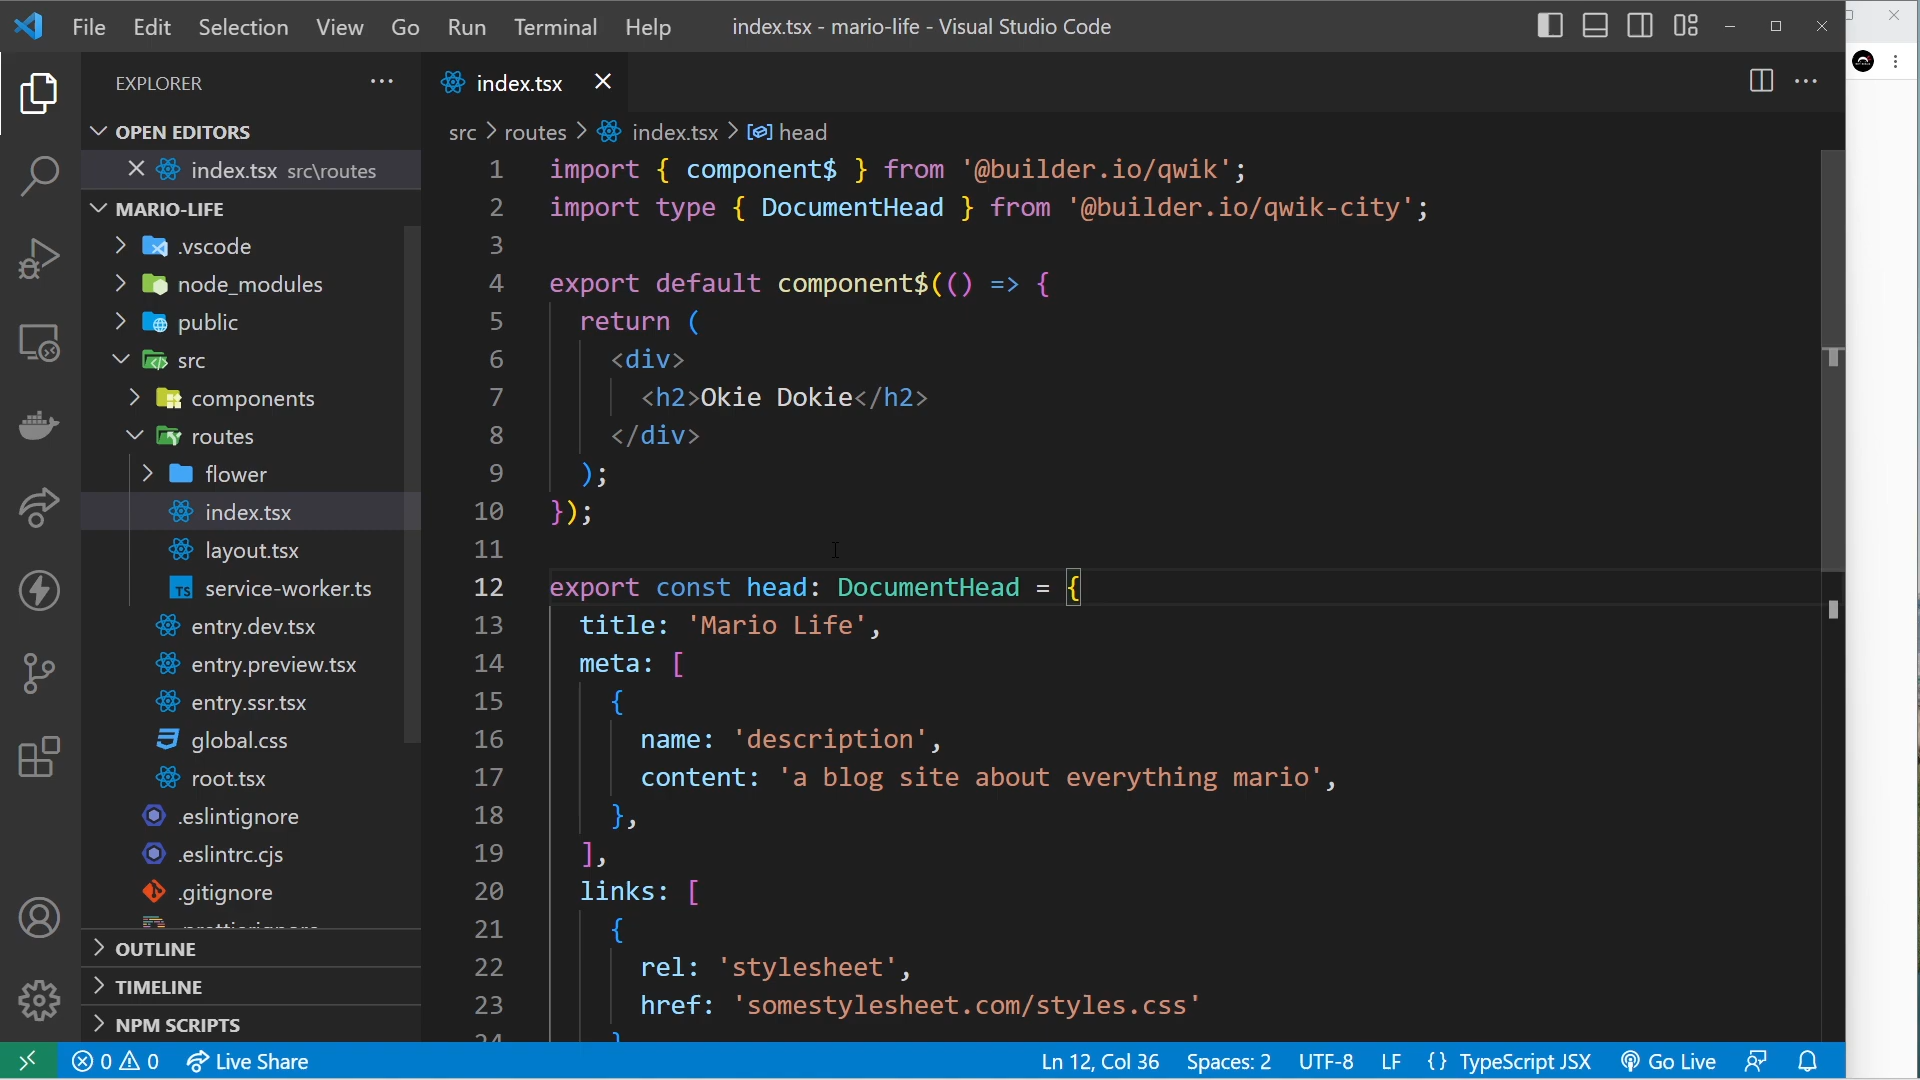 File Edit Selection View Go Run Terminal Help index.tsx - mario-life - Visual Studio Code
EXPLORER
index.tsx
OPEN EDITORS
index.tsx src\routes
MARIO-LIFE
.vscode
node_modules
public
src
components
routes
flower
index.tsx
layout.tsx
service-worker.ts
entry.dev.tsx
entry.preview.tsx
entry.ssr.tsx
global.css
root.tsx
.eslintignore
.eslintrc.cjs
.gitignore
OUTLINE
TIMELINE
NPM SCRIPTS
src > routes > index.tsx > head
1 import { component$ } from '@builder.io/qwik';
2 import type { DocumentHead } from '@builder.io/qwik-city';
3
4 export default component$(() => {
5 return (
6 <div>
7 <h2>Okie Dokie</h2>
8 </div>
9 );
10 });
11
12 export const head: DocumentHead = {
13 title: 'Mario Life',
14 meta: [
15 {
16 name: 'description',
17 content: 'a blog site about everything mario',
18 },
19 ],
20 links: [
21 {
22 rel: 'stylesheet',
23 href: 'somestylesheet.com/styles.css'
0 0 Live Share Ln 12, Col 36 Spaces: 2 UTF-8 LF {} TypeScript JSX Go Live